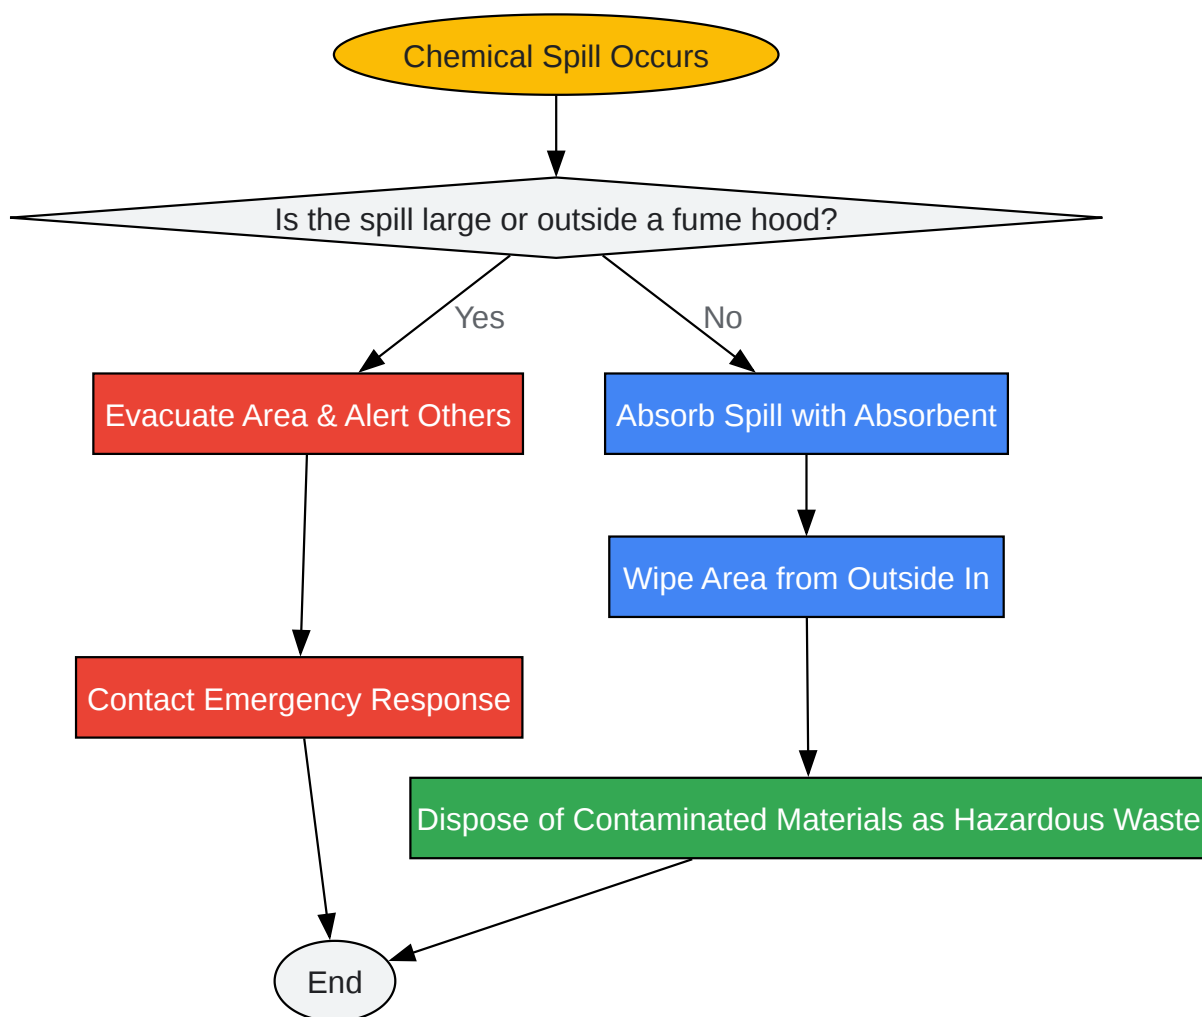 Chemical Spill Occurs
Is the spill large or outside a fume hood?
Yes
No
Evacuate Area & Alert Others
Absorb Spill with Absorbent
Wipe Area from Outside In
Contact Emergency Response
Dispose of Contaminated Materials as Hazardous Waste
End